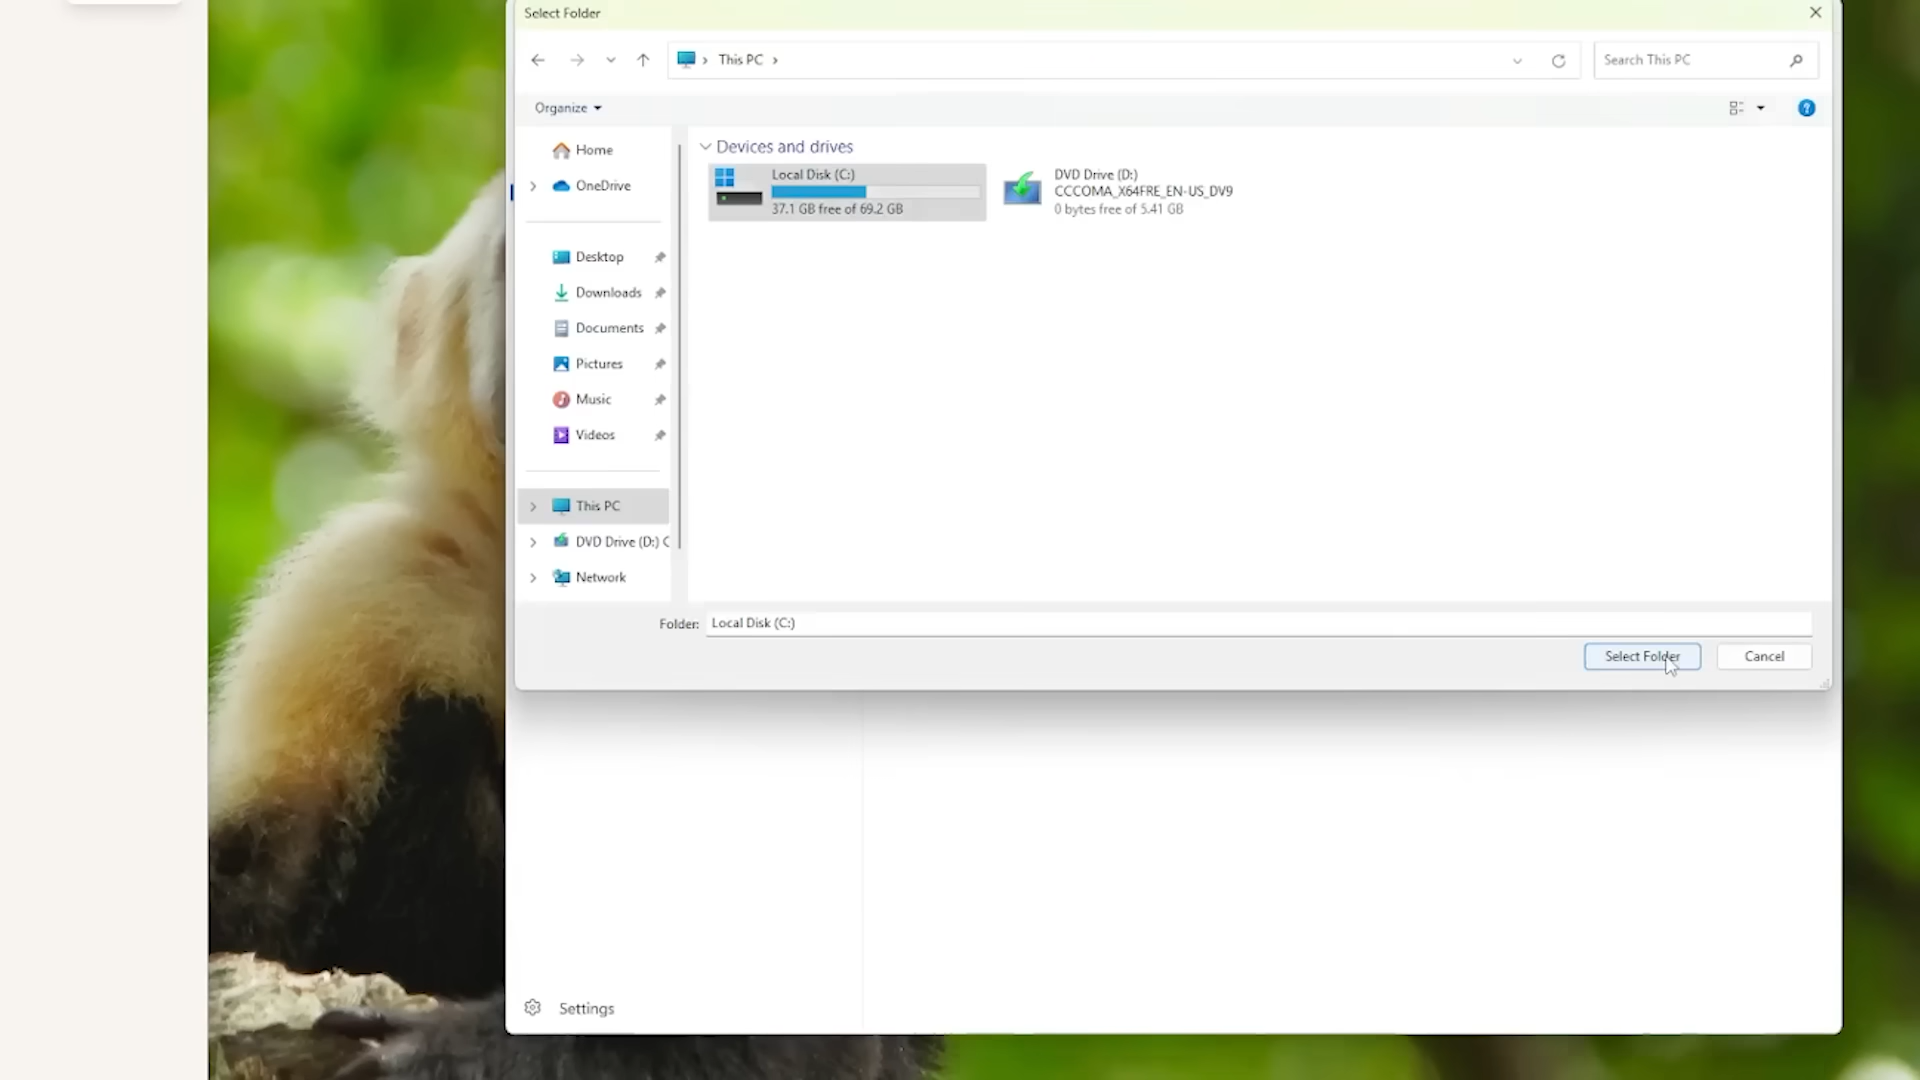 Select Folder
This PC
Search This PC
Organize
Home
OneDrive
Desktop
Downloads
Documents
Pictures
Music
Videos
This PC
DVD Drive (D:) C
Network
Devices and drives
Local Disk (C:)
37.1 GB free of 69.2 GB
DVD Drive (D:)
CCCOMA_X64FRE_EN-US_DV9
0 bytes free of 5.41 GB
Folder: Local Disk (C:)
Select Folder
Cancel
Settings